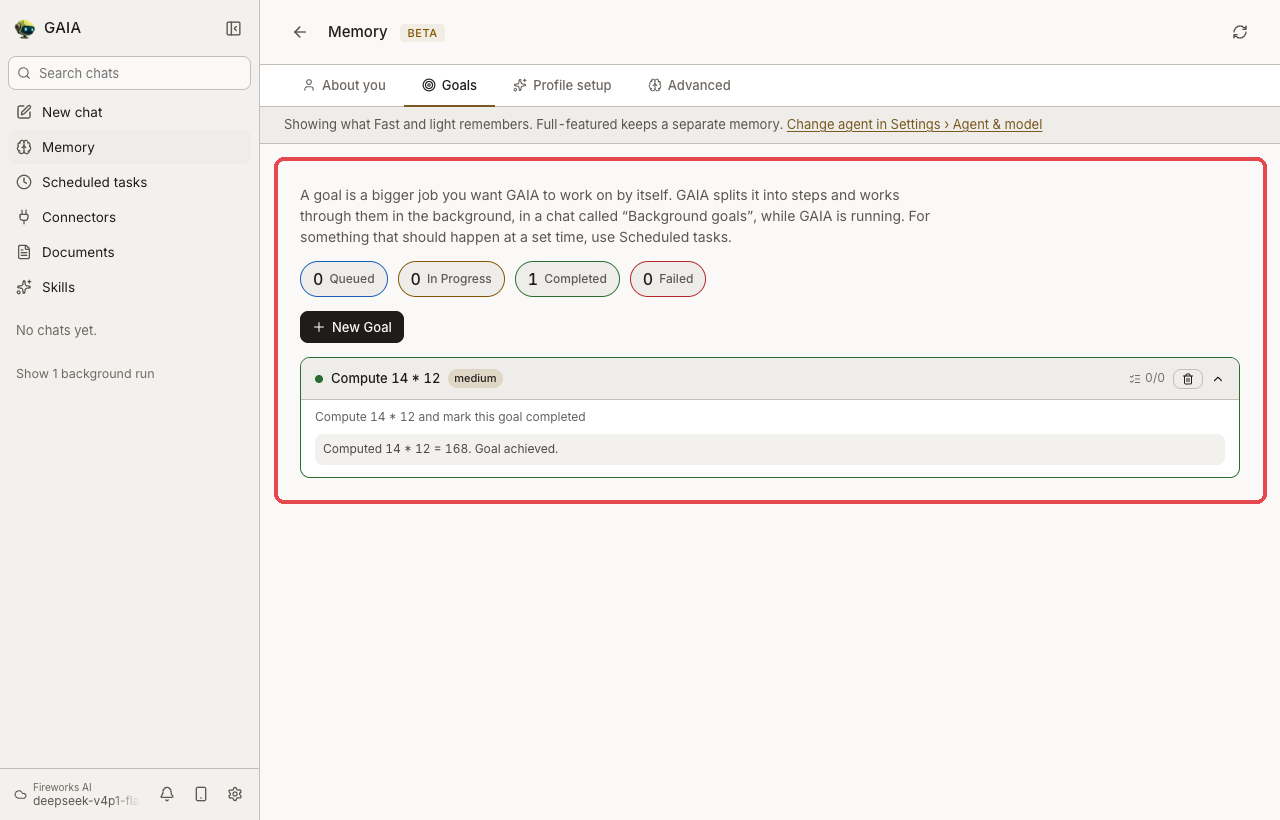 GAIA
Search chats
New chat
Memory
Scheduled tasks
Connectors
Documents
Skills
No chats yet.
Show 1 background run
Fireworks AI
deepseek-v4p1-fla
Memory BETA
About you Goals Profile setup Advanced
Showing what Fast and light remembers. Full-featured keeps a separate memory. Change agent in Settings › Agent & model
A goal is a bigger job you want GAIA to work on by itself. GAIA splits it into steps and works
through them in the background, in a chat called “Background goals”, while GAIA is running. For
something that should happen at a set time, use Scheduled tasks.
0 Queued 0 In Progress 1 Completed 0 Failed
New Goal
Compute 14 * 12 medium 0/0
Compute 14 * 12 and mark this goal completed
Computed 14 * 12 = 168. Goal achieved.